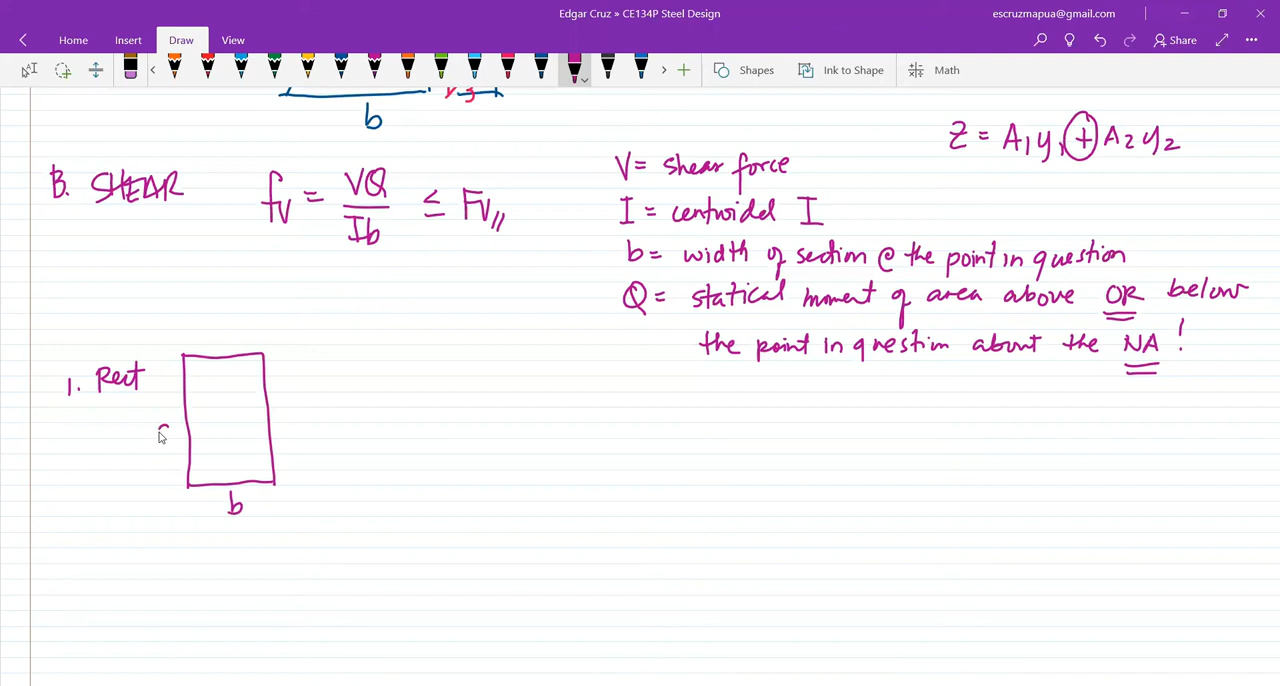 Edgar Cruz » CE134P Steel Design
escruzmapua@gmail.com
Home Insert Draw View
Share
Shapes Ink to Shape Math
b
Z = A1y1 + A2y2
B. SHEAR fv = VQ/Ib ≤ Fv//
V = shear force
I = centroidal I
b = width of section @ the point in question
Q = statical moment of area above OR below
the point in question about the NA!
1. Rect
b